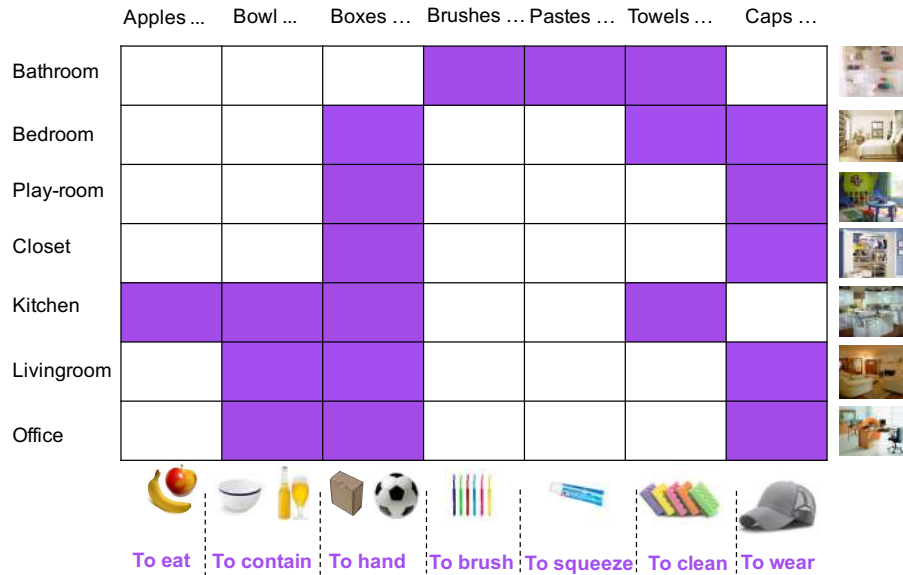 Apples ... Bowl ... Boxes … Brushes … Pastes … Towels … Caps …
Bathroom
Bedroom
Play-room
Closet
Kitchen
Livingroom
Office
To eat To contain To hand To brush To squeeze To clean To wear